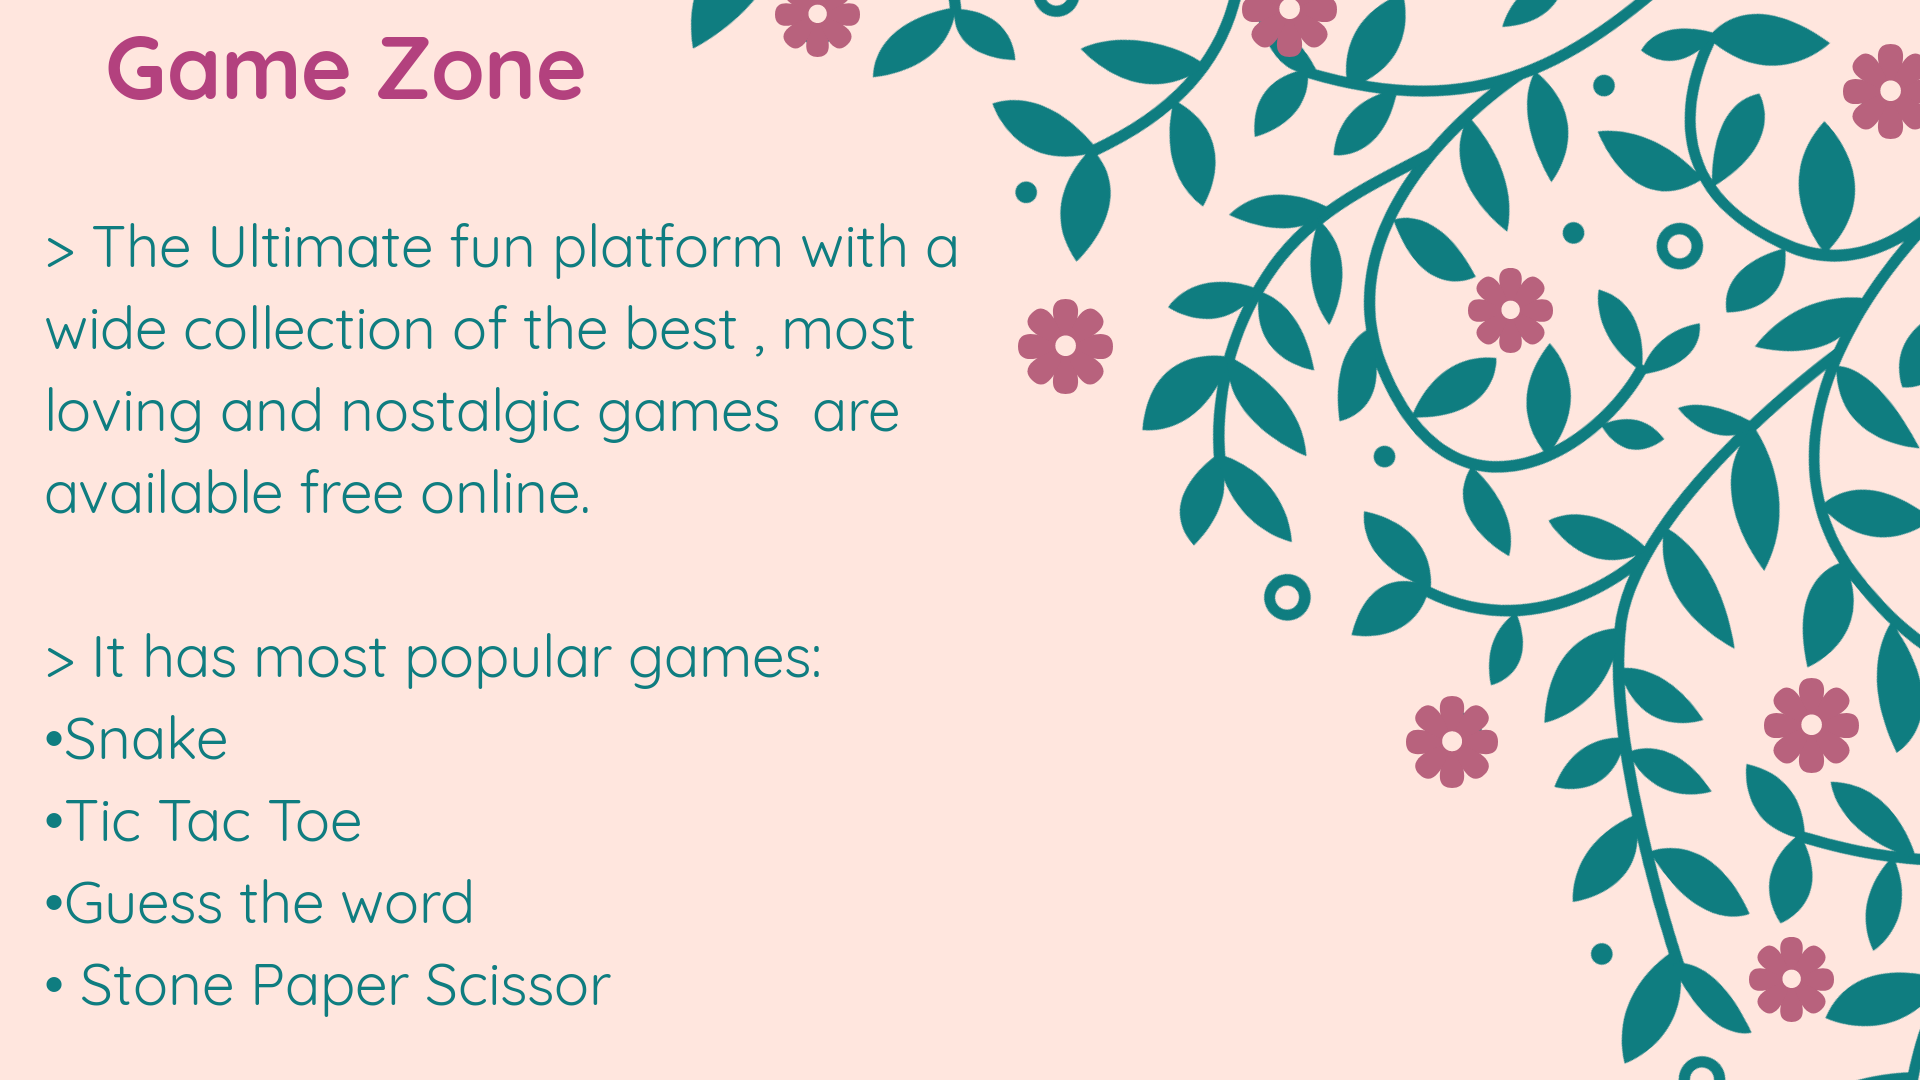 Game Zone
> The Ultimate fun platform with a
wide collection of the best , most
loving and nostalgic games  are
available free online.
> It has most popular games:
•Snake
•Tic Tac Toe
•Guess the word
• Stone Paper Scissor